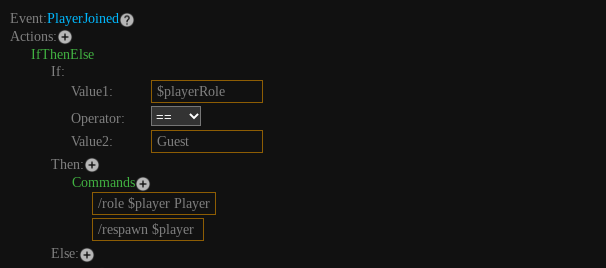 Event:PlayerJoined?
Actions:+
IfThenElse
If:
Value1: $playerRole
Operator: ==
Value2: Guest
Then:+
Commands+
/role $player Player
/respawn $player
Else:+